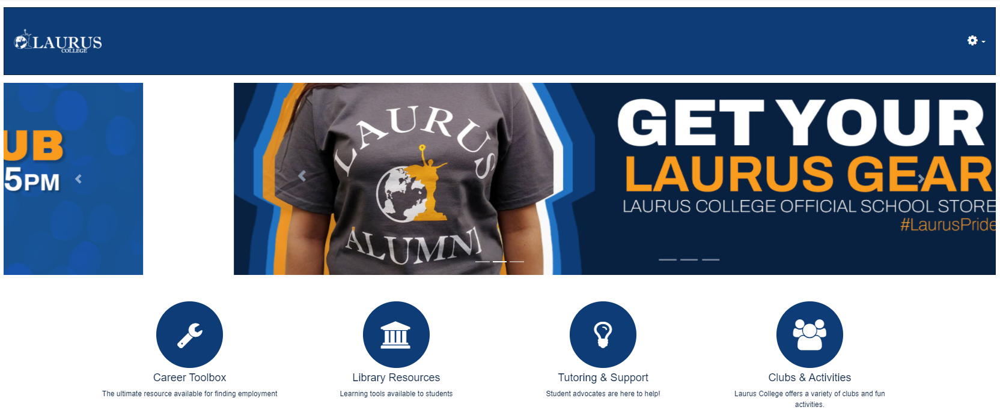 LAURUS
COLLEGE
UB
5PM
LAURUS
ALUMNI
GET YOUR
LAURUS GEAR
LAURUS COLLEGE OFFICIAL SCHOOL STORE
#LaurusPride
Career Toolbox
The ultimate resource available for finding employment
Library Resources
Learning tools available to students
Tutoring & Support
Student advocates are here to help!
Clubs & Activities
Laurus College offers a variety of clubs and fun
activities.